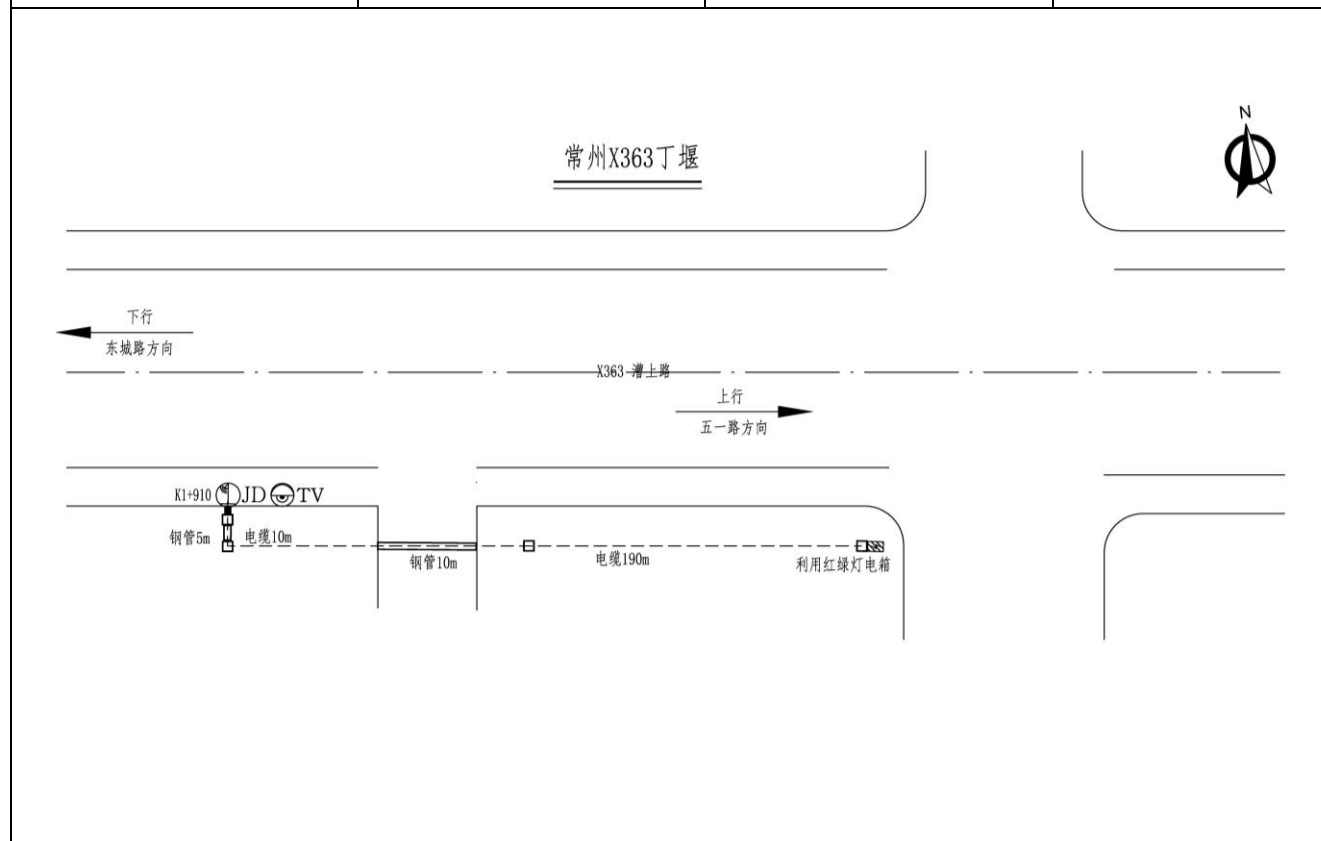 N
常州X363丁堰
下行
东城路方向
X363 漕上路
上行
五一路方向
K1+910 JD TV
钢管5m 电缆10m
钢管10m
电缆190m
利用红绿灯电箱